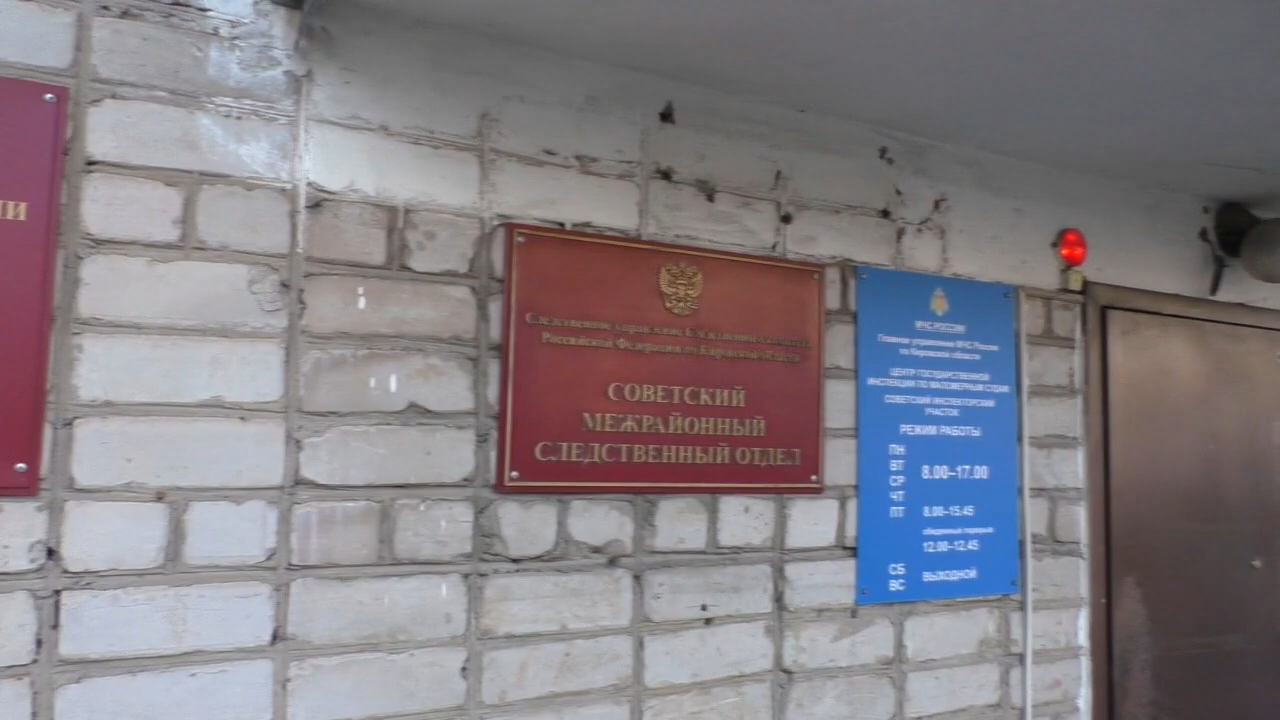 ИИ
Следственное управление Следственного комитета
Российской Федерации по Кировской области
СОВЕТСКИЙ
МЕЖРАЙОННЫЙ
СЛЕДСТВЕННЫЙ ОТДЕЛ
МЧС РОССИИ
Главное управление МЧС России
по Кировской области
ЦЕНТР ГОСУДАРСТВЕННОЙ
ИНСПЕКЦИИ ПО МАЛОМЕРНЫМ СУДАМ
СОВЕТСКИЙ ИНСПЕКТОРСКИЙ
УЧАСТОК
РЕЖИМ РАБОТЫ
ПН
ВТ
СР 8.00–17.00
ЧТ
ПТ 8.00–15.45
обеденный перерыв
12.00–12.45
СБ
ВС ВЫХОДНОЙ